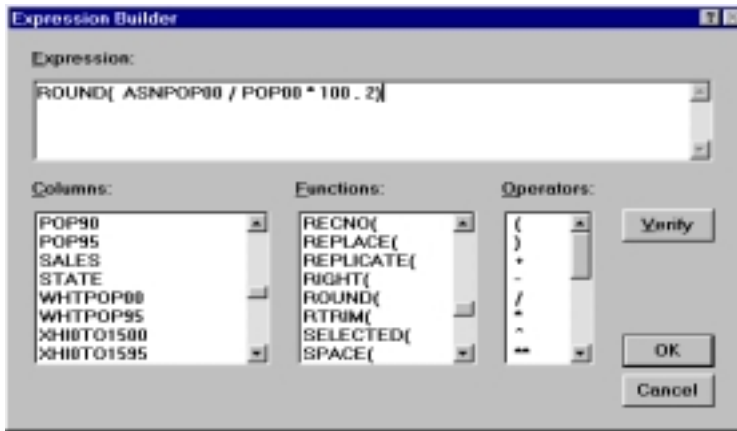 Expression Builder
?
Expression:
ROUND( ASNPOP00 / POP00 * 100 . 2)
Columns:
POP90
POP95
SALES
STATE
WHTPOP00
WHTPOP95
XHI0TO1500
XHI0TO1595
Functions:
RECNO(
REPLACE(
REPLICATE(
RIGHT(
ROUND(
RTRIM(
SELECTED(
SPACE(
Operators:
(
)
+
-
/
*
^
**
Verify
OK
Cancel